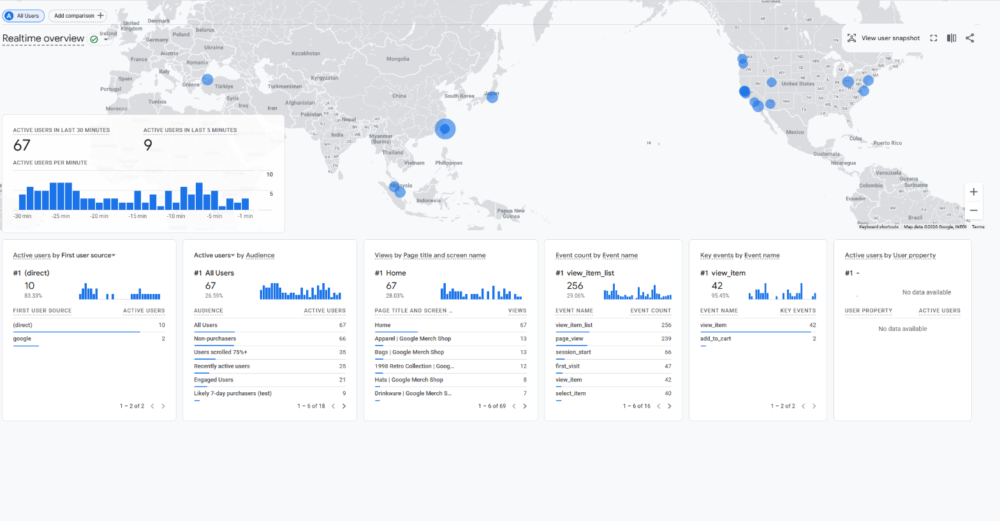 All Users
Add comparison
Realtime overview
View user snapshot
United Kingdom
Ireland
Denmark
Belarus
Poland
Germany
Ukraine
Austria
France
Romania
Italy
Spain
Portugal
Greece
Türkiye
Tunisia
Syria
Morocco
Iraq
Iran
Kazakhstan
Mongolia
Kyrgyzstan
Turkmenistan
Afghanistan
Pakistan
China
South Korea
Japan
Nepal
India
Myanmar
(Burma)
Thailand
Vietnam
Philippines
Malaysia
Indonesia
Papua New
Guinea
United States
Mexico
Cuba
Puerto Rico
Guatemala
Nicaragua
Venezuela
Guyana
Suriname
Colombia
Ecuador
Brazil
Keyboard shortcuts
Map data ©2026 Google, INEGI
Terms
ACTIVE USERS IN LAST 30 MINUTES
67
ACTIVE USERS IN LAST 5 MINUTES
9
ACTIVE USERS PER MINUTE
10
5
-30 min -25 min -20 min -15 min -10 min -5 min -1 min
Active users by First user source
#1 (direct)
10
83.33%
FIRST USER SOURCE ACTIVE USERS
(direct) 10
google 2
1 – 2 of 2
Active users by Audience
#1 All Users
67
26.59%
AUDIENCE ACTIVE USERS
All Users 67
Non-purchasers 66
Users scrolled 75%+ 35
Recently active users 25
Engaged Users 21
Likely 7-day purchasers (test) 9
1 – 6 of 18
Views by Page title and screen name
#1 Home
67
28.03%
PAGE TITLE AND SCREEN … VIEWS
Home 67
Apparel | Google Merch Shop 13
Bags | Google Merch Shop 13
1998 Retro Collection | Goog… 12
Hats | Google Merch Shop 8
Drinkware | Google Merch S… 7
1 – 6 of 69
Event count by Event name
#1 view_item_list
256
29.06%
EVENT NAME EVENT COUNT
view_item_list 256
page_view 239
session_start 66
first_visit 47
view_item 42
select_item 40
1 – 6 of 16
Key events by Event name
#1 view_item
42
95.45%
EVENT NAME KEY EVENTS
view_item 42
add_to_cart 2
1 – 2 of 2
Active users by User property
#1 -
-
No data available
USER PROPERTY ACTIVE USERS
No data available